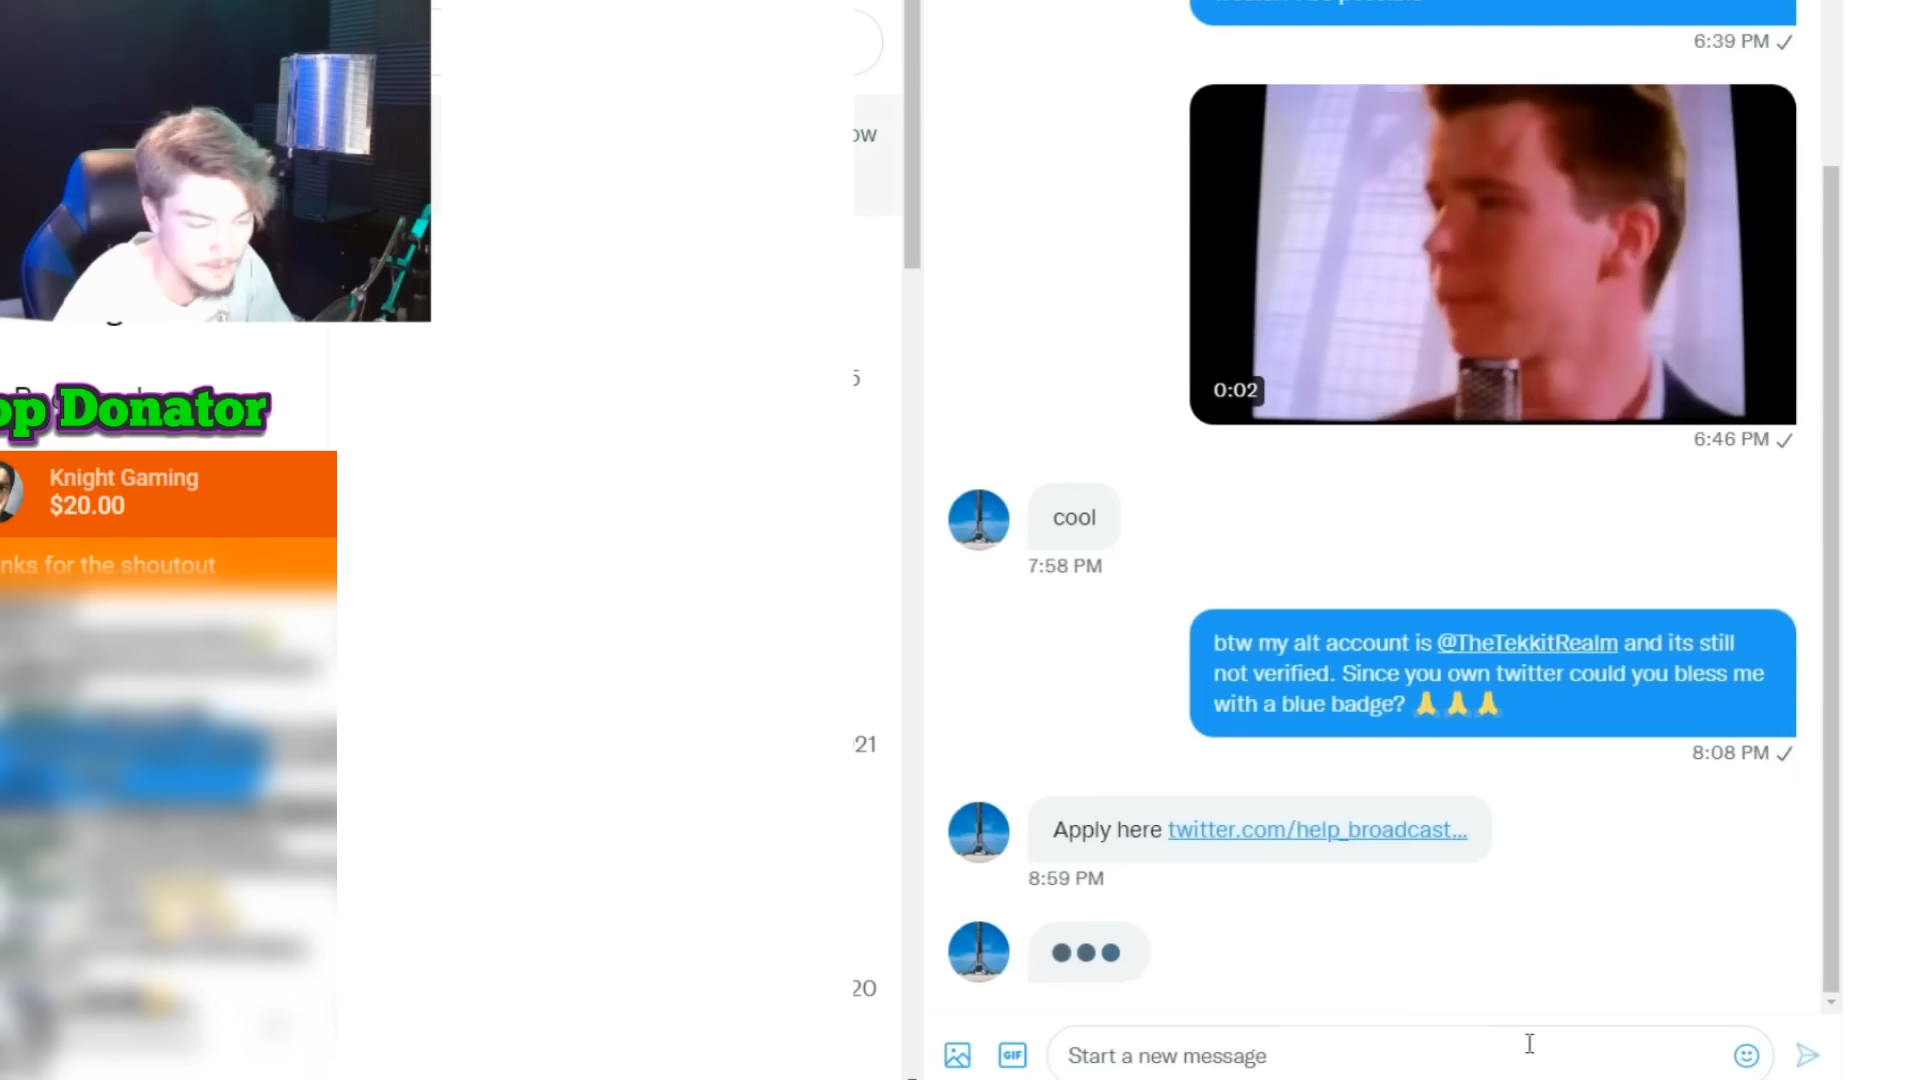 6:39 PM
ow
0:02
6:46 PM
5
op Donator
Knight Gaming
$20.00
nks for the shoutout
cool
7:58 PM
btw my alt account is @TheTekkitRealm and its still
not verified. Since you own twitter could you bless me
with a blue badge? 🙏🙏🙏
21
8:08 PM
Apply here twitter.com/help_broadcast...
8:59 PM
20
GIF
Start a new message